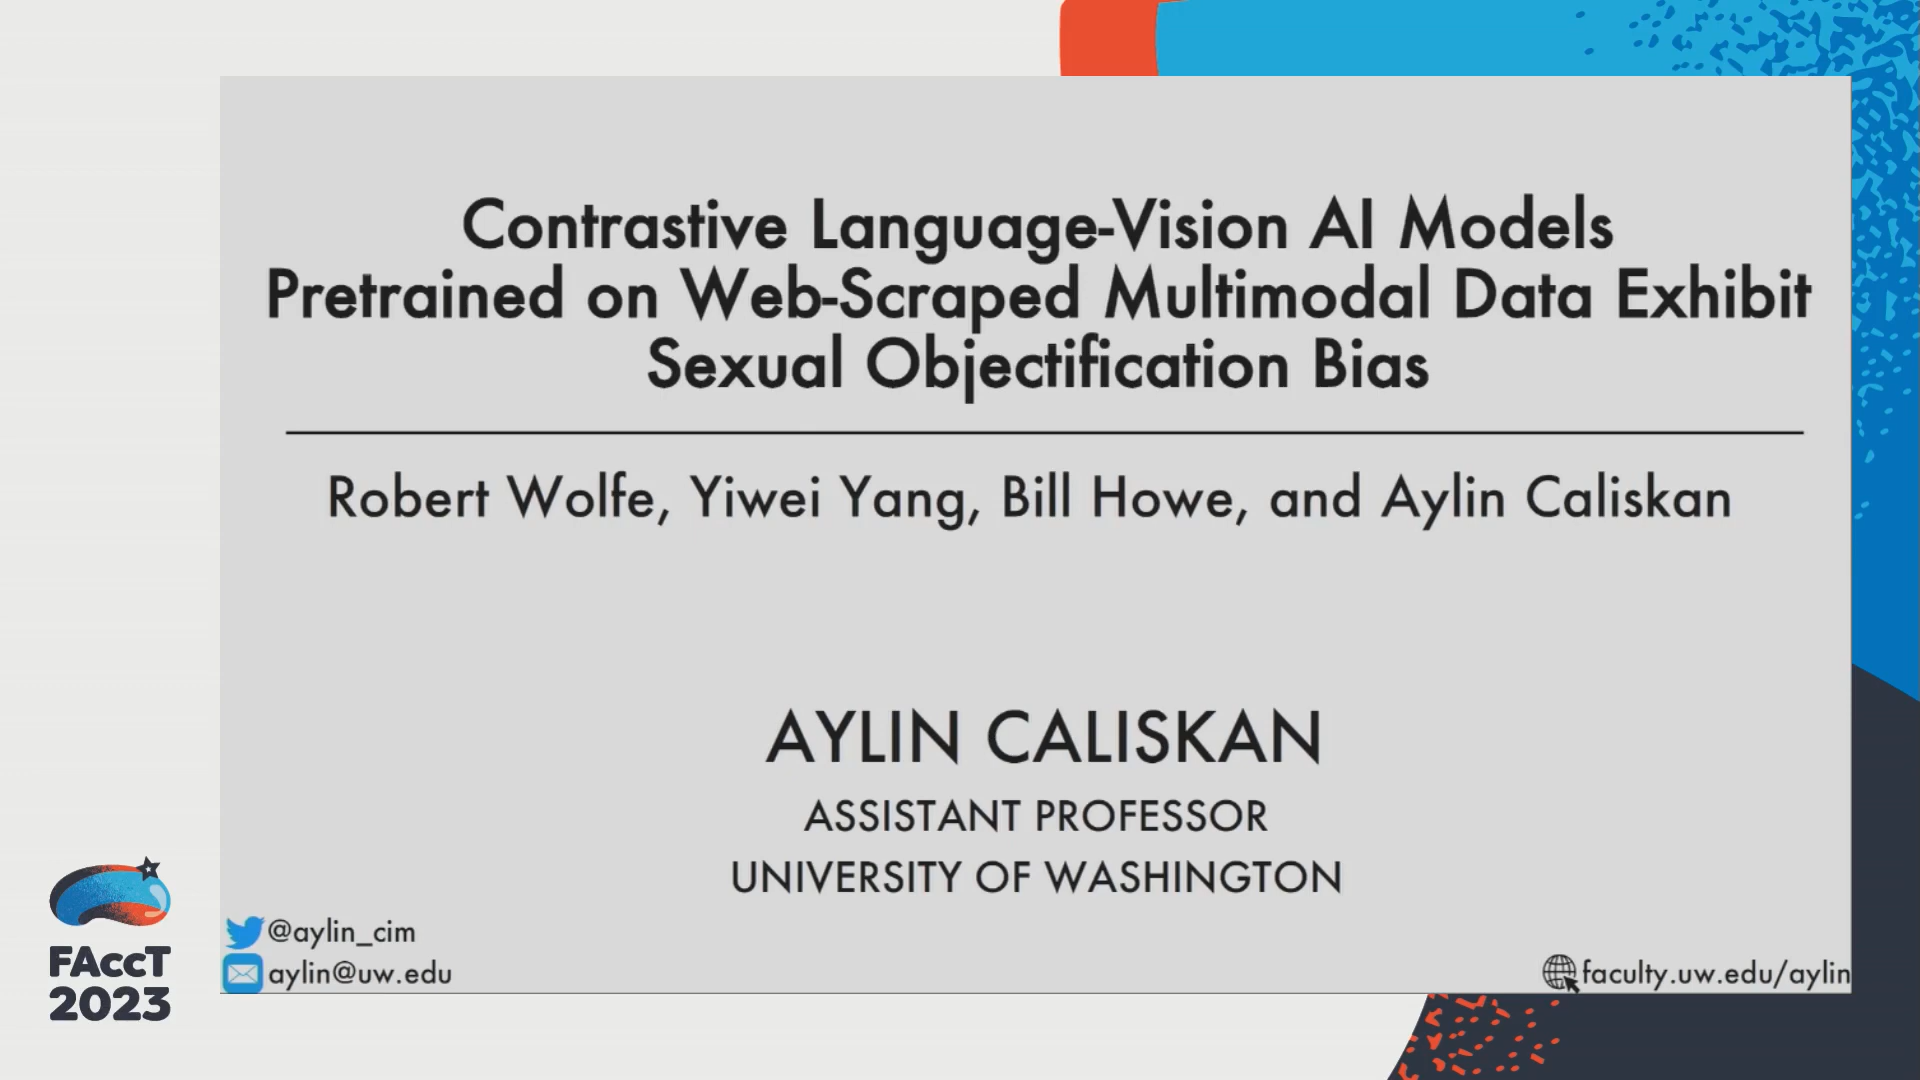 Contrastive Language-Vision AI Models
Pretrained on Web-Scraped Multimodal Data Exhibit
Sexual Objectification Bias
Robert Wolfe, Yiwei Yang, Bill Howe, and Aylin Caliskan
AYLIN CALISKAN
ASSISTANT PROFESSOR
UNIVERSITY OF WASHINGTON
@aylin_cim
aylin@uw.edu
faculty.uw.edu/aylin
FAccT
2023